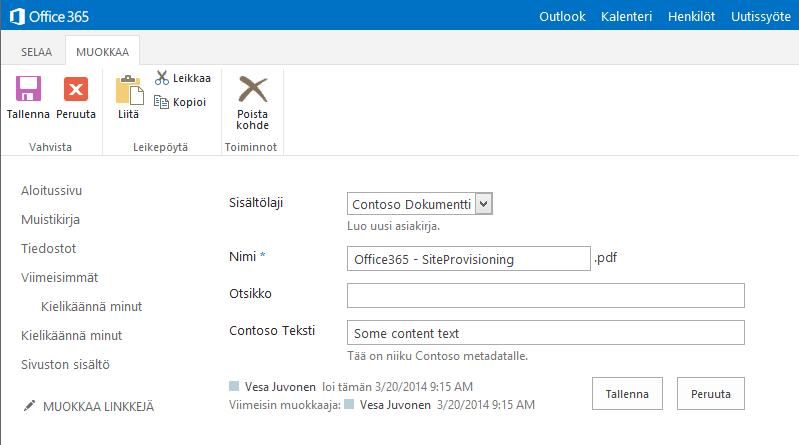 Office 365 Outlook Kalenteri Henkilöt Uutissyöte
SELAA MUOKKAA
Tallenna Peruuta Liitä Leikkaa Kopioi Poista kohde
Vahvista Leikepöytä Toiminnot
Aloitussivu
Muistikirja
Tiedostot
Viimeisimmät
Kielikäännä minut
Kielikäännä minut
Sivuston sisältö
MUOKKAA LINKKEJÄ
Sisältölaji Contoso Dokumentti
Luo uusi asiakirja.
Nimi * Office365 - SiteProvisioning .pdf
Otsikko
Contoso Teksti Some content text
Tää on niiku Contoso metadatalle.
Vesa Juvonen loi tämän 3/20/2014 9:15 AM
Viimeisin muokkaaja: Vesa Juvonen 3/20/2014 9:15 AM
Tallenna Peruuta